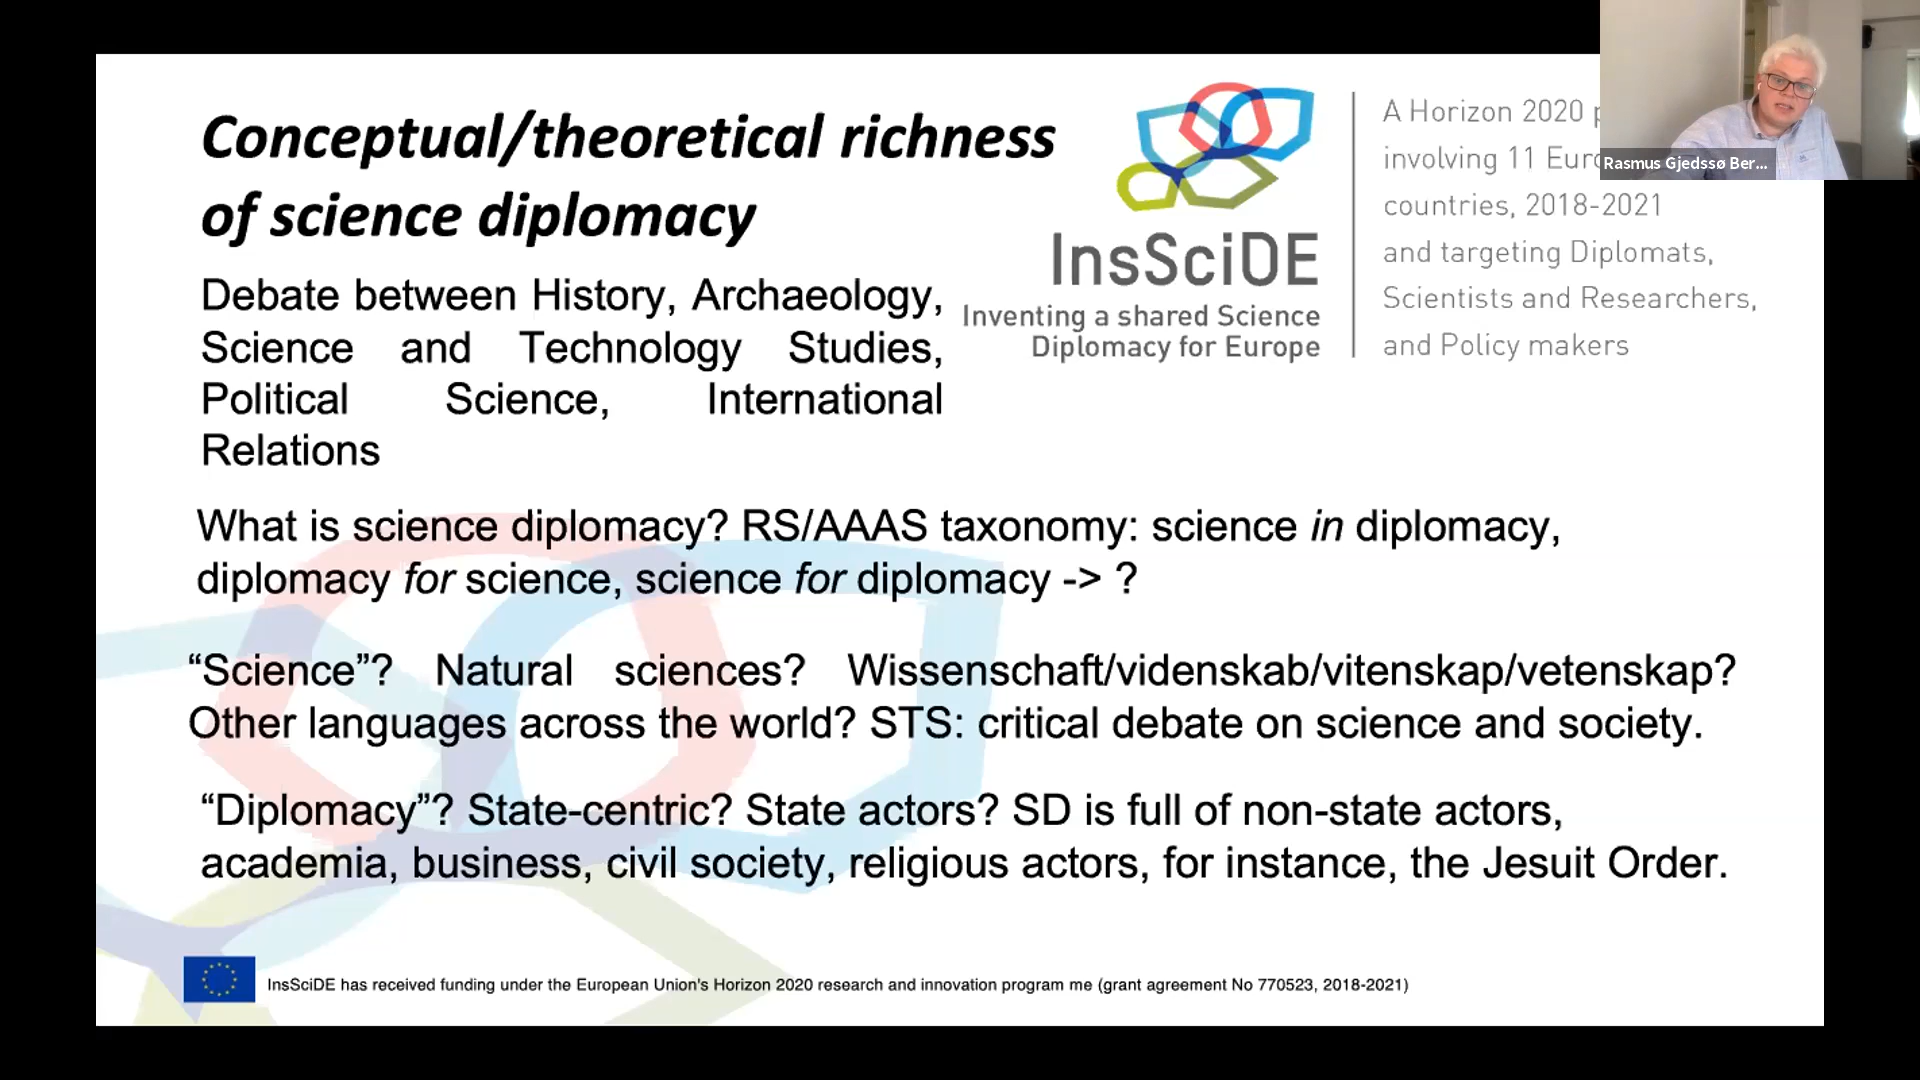 Conceptual/theoretical richness
of science diplomacy
Debate between History, Archaeology,
Science and Technology Studies,
Political Science, International
Relations
InsSciDE
Inventing a shared Science
Diplomacy for Europe
A Horizon 2020
involving 11
countries, 2018-2021
and targeting Diplomats,
Scientists and Researchers,
and Policy makers
Rasmus Gjedssø Ber...
What is science diplomacy? RS/AAAS taxonomy: science in diplomacy,
diplomacy for science, science for diplomacy -> ?
“Science”? Natural sciences? Wissenschaft/videnskab/vitenskap/vetenskap?
Other languages across the world? STS: critical debate on science and society.
“Diplomacy”? State-centric? State actors? SD is full of non-state actors,
academia, business, civil society, religious actors, for instance, the Jesuit Order.
InsSciDE has received funding under the European Union's Horizon 2020 research and innovation program me (grant agreement No 770523, 2018-2021)